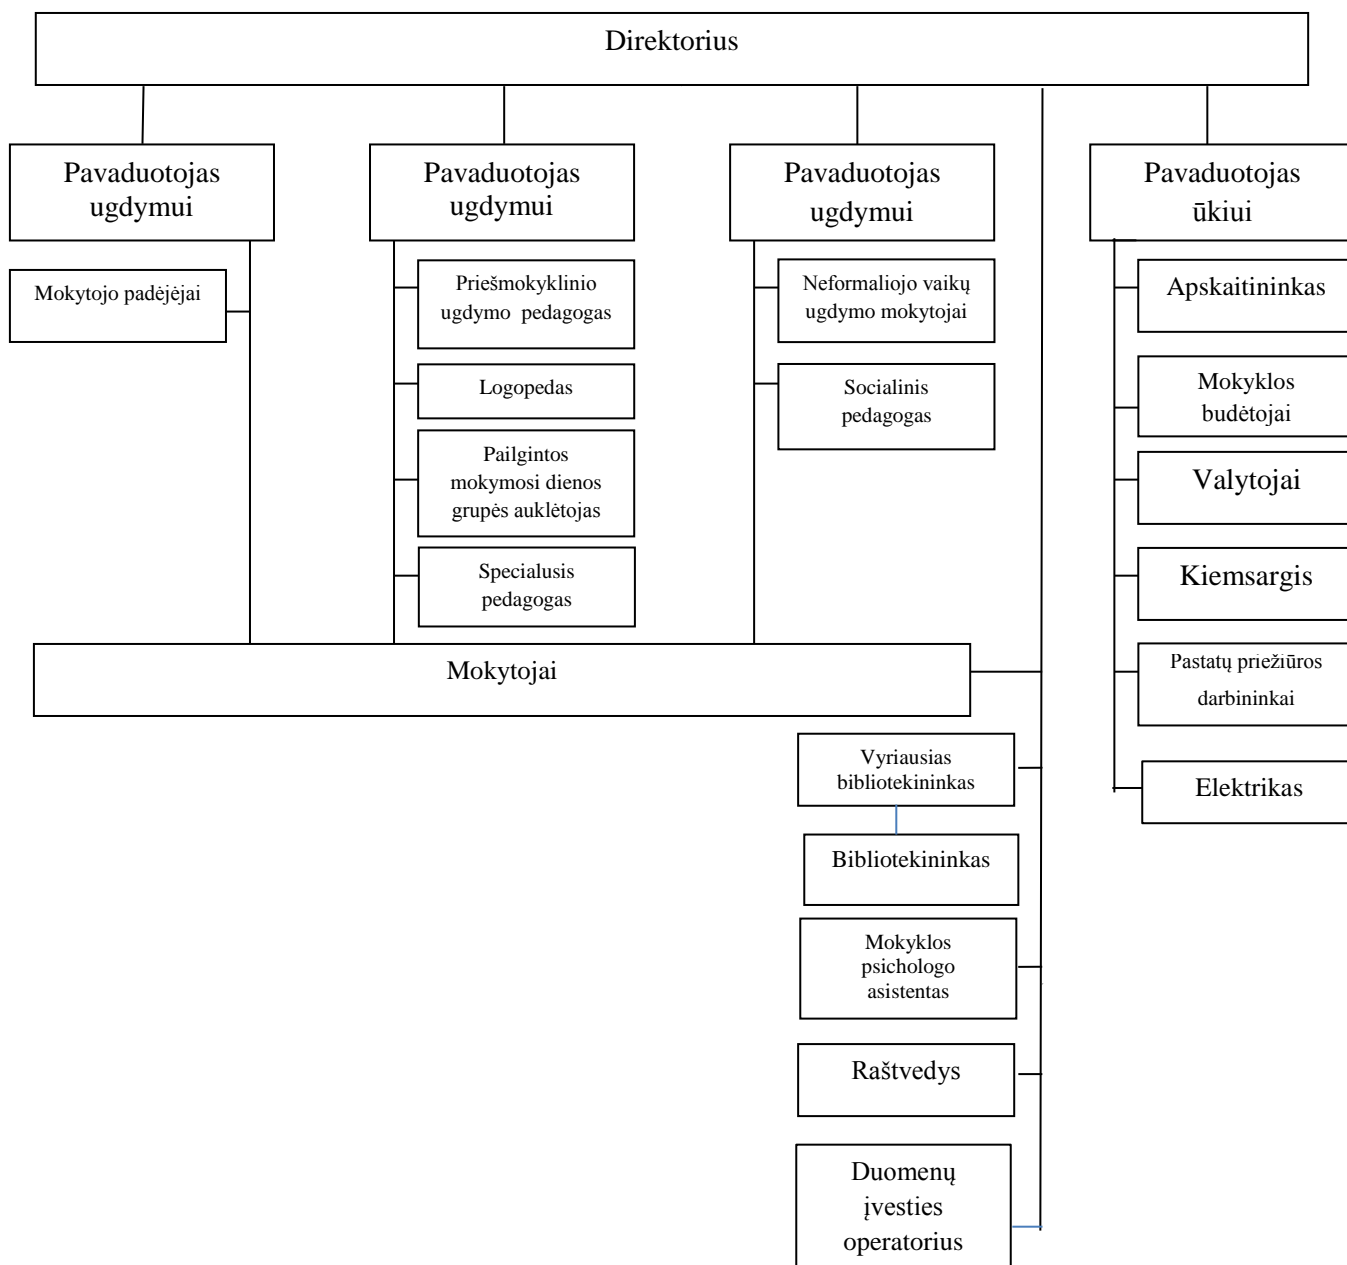 Direktorius
Pavaduotojas
ugdymui
Pavaduotojas
ugdymui
Pavaduotojas
ugdymui
Pavaduotojas
ūkiui
Mokytojo padėjėjai
Priešmokyklinio
ugdymo pedagogas
Logopedas
Pailgintos
mokymosi dienos
grupės auklėtojas
Specialusis
pedagogas
Neformaliojo vaikų
ugdymo mokytojai
Socialinis
pedagogas
Apskaitininkas
Mokyklos
budėtojai
Valytojai
Kiemsargis
Pastatų priežiūros
darbininkai
Elektrikas
Mokytojai
Vyriausias
bibliotekininkas
Bibliotekininkas
Mokyklos
psichologo
asistentas
Raštvedys
Duomenų
įvesties
operatorius